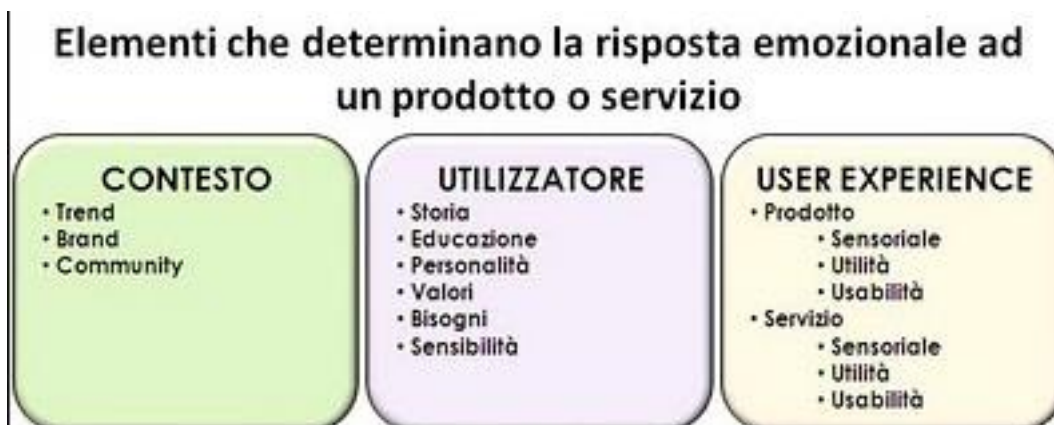 Elementi che determinano la risposta emozionale ad
un prodotto o servizio
CONTESTO
• Trend
• Brand
• Community
UTILIZZATORE
• Storia
• Educazione
• Personalità
• Valori
• Bisogni
• Sensibilità
USER EXPERIENCE
• Prodotto
• Sensoriale
• Utilità
• Usabilità
• Servizio
• Sensoriale
• Utilità
• Usabilità